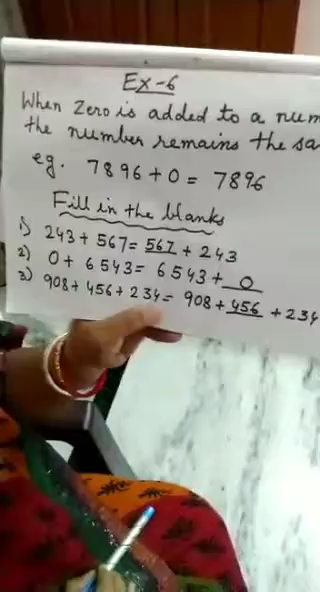 Ex-6
When Zero is added to a num
the number remains the sa
eg. 7896 + 0 = 7896
Fill in the blanks
1) 243 + 567 = 567 + 243
2) 0 + 6543 = 6543 + 0
3) 908 + 456 + 234 = 908 + 456 + 234